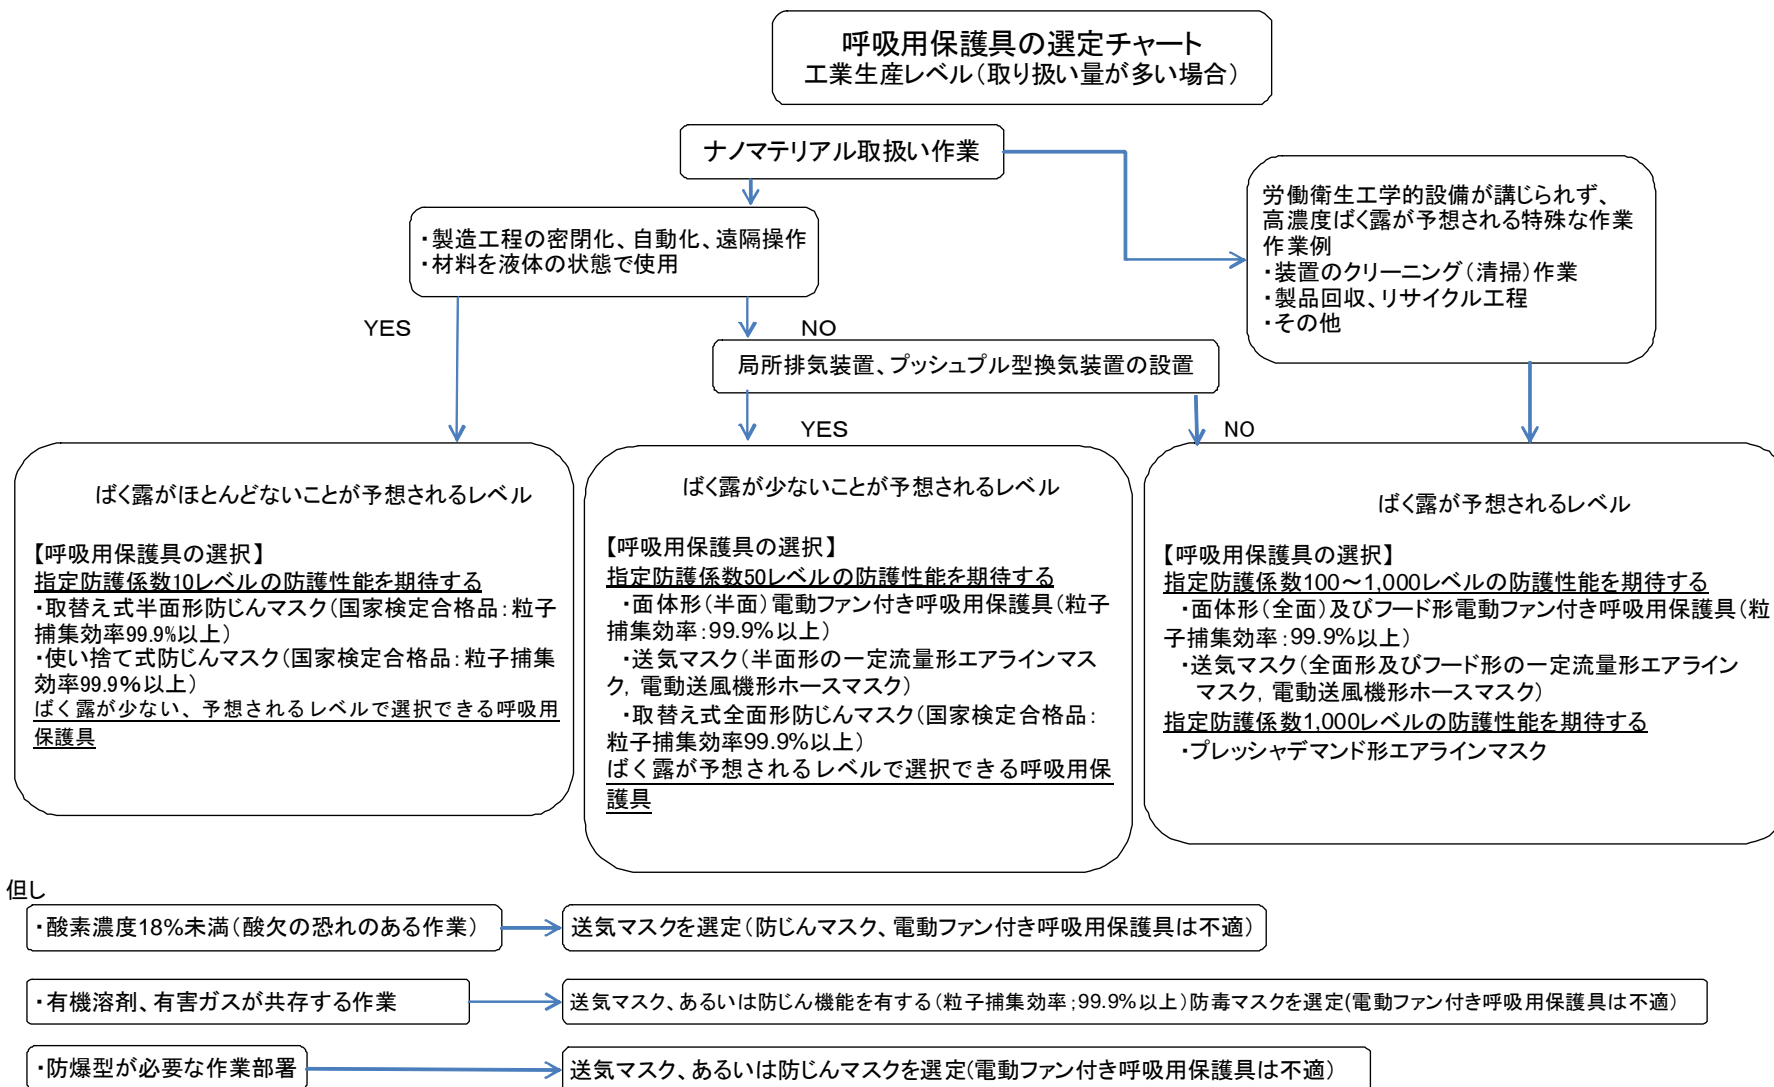 呼吸用保護具の選定チャート
工業生産レベル（取り扱い量が多い場合）
ナノマテリアル取扱い作業
労働衛生工学的設備が講じられず、
高濃度ばく露が予想される特殊な作業
作業例
・装置のクリーニング（清掃）作業
・製品回収、リサイクル工程
・その他
・製造工程の密閉化、自動化、遠隔操作
・材料を液体の状態で使用
YES
NO
局所排気装置、プッシュプル型換気装置の設置
YES
NO
ばく露がほとんどないことが予想されるレベル
【呼吸用保護具の選択】
指定防護係数10レベルの防護性能を期待する
・取替え式半面形防じんマスク（国家検定合格品：粒子
捕集効率99.9%以上）
・使い捨て式防じんマスク（国家検定合格品：粒子捕集
効率99.9％以上）
ばく露が少ない、予想されるレベルで選択できる呼吸用
保護具
ばく露が少ないことが予想されるレベル
【呼吸用保護具の選択】
指定防護係数50レベルの防護性能を期待する
・面体形（半面）電動ファン付き呼吸用保護具（粒子
捕集効率：99.9%以上）
・送気マスク（半面形の一定流量形エアラインマス
ク，電動送風機形ホースマスク）
・取替え式全面形防じんマスク（国家検定合格品：
粒子捕集効率99.9%以上）
ばく露が予想されるレベルで選択できる呼吸用保
護具
ばく露が予想されるレベル
【呼吸用保護具の選択】
指定防護係数100～1,000レベルの防護性能を期待する
・面体形（全面）及びフード形電動ファン付き呼吸用保護具（粒
子捕集効率：99.9%以上）
・送気マスク（全面形及びフード形の一定流量形エアライン
マスク，電動送風機形ホースマスク）
指定防護係数1,000レベルの防護性能を期待する
・プレッシャデマンド形エアラインマスク
但し
・酸素濃度18%未満（酸欠の恐れのある作業）
送気マスクを選定（防じんマスク、電動ファン付き呼吸用保護具は不適）
・有機溶剤、有害ガスが共存する作業
送気マスク、あるいは防じん機能を有する（粒子捕集効率；99.9%以上）防毒マスクを選定(電動ファン付き呼吸用保護具は不適）
・防爆型が必要な作業部署
送気マスク、あるいは防じんマスクを選定(電動ファン付き呼吸用保護具は不適）